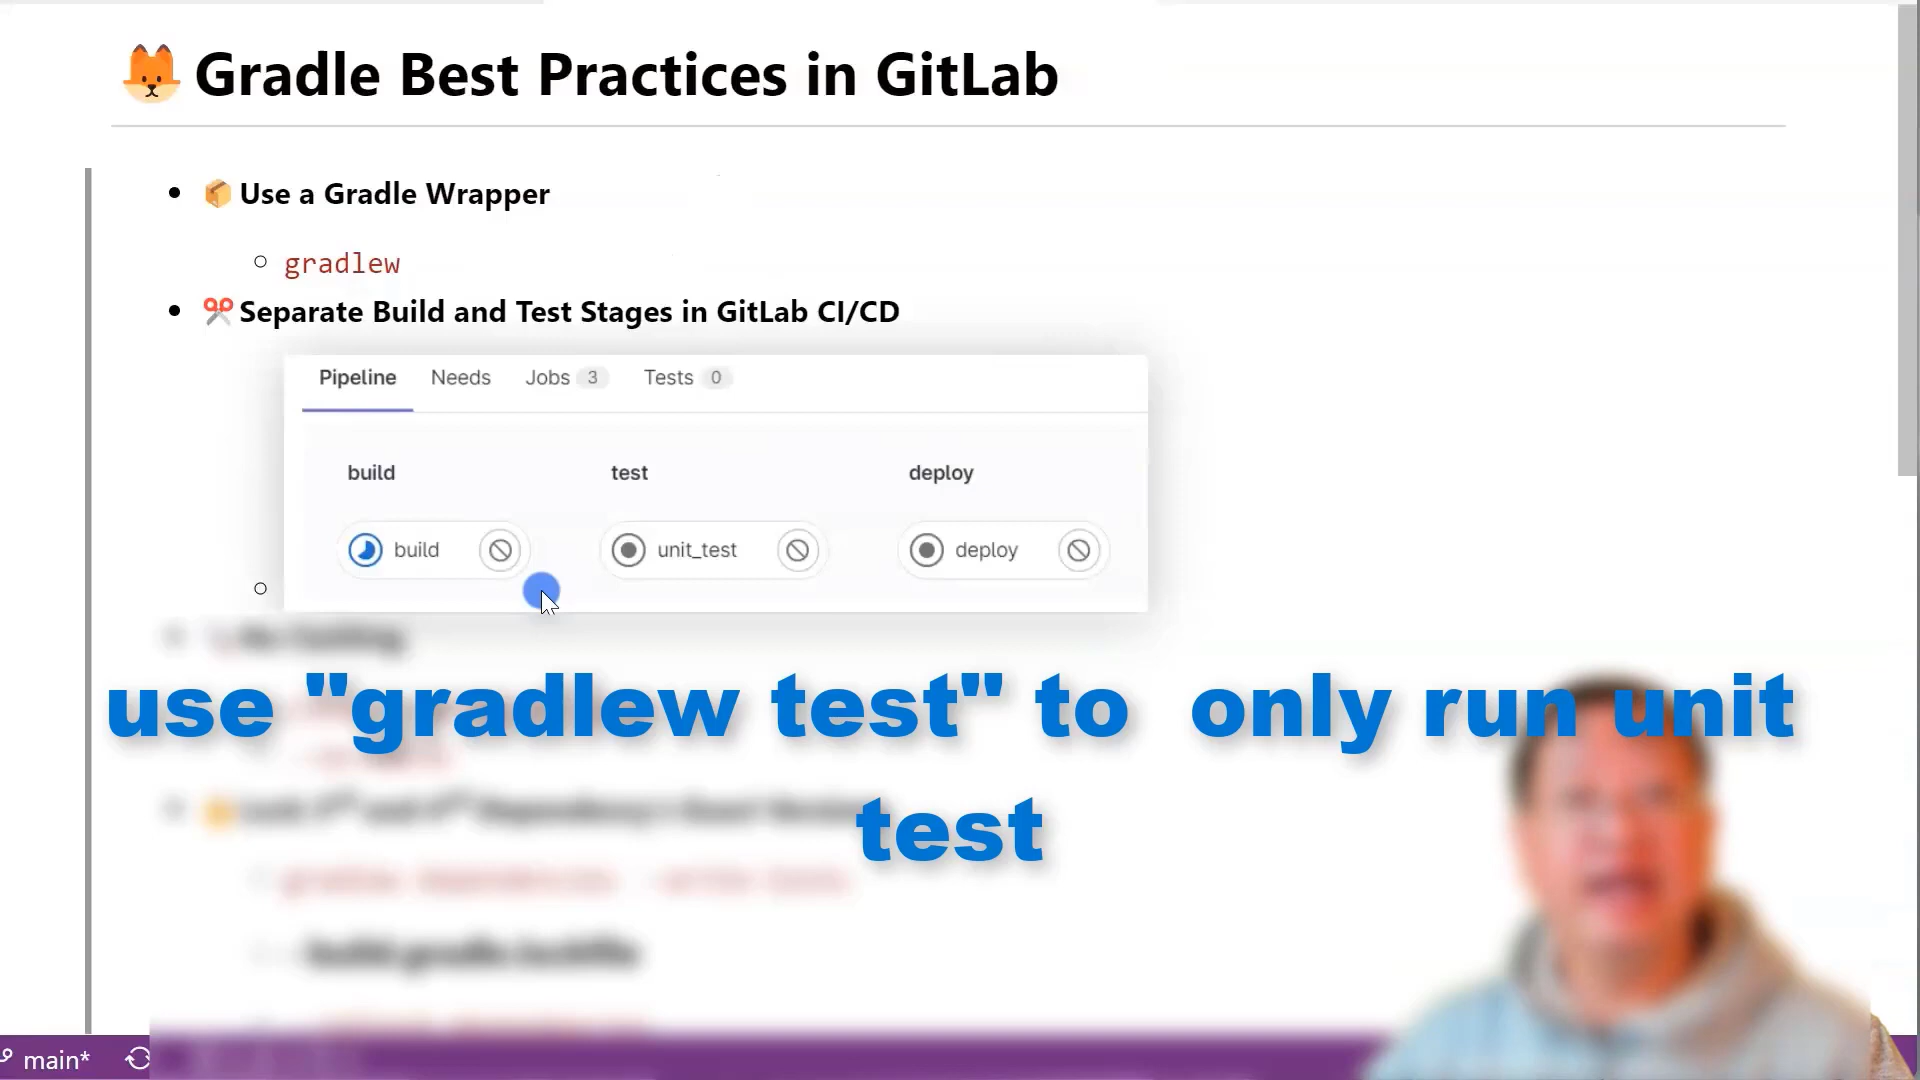 Gradle Best Practices in GitLab
Use a Gradle Wrapper
gradlew
Separate Build and Test Stages in GitLab CI/CD
Pipeline Needs Jobs 3 Tests 0
build test deploy
build unit_test deploy
use "gradlew test" to only run unit
test
main*